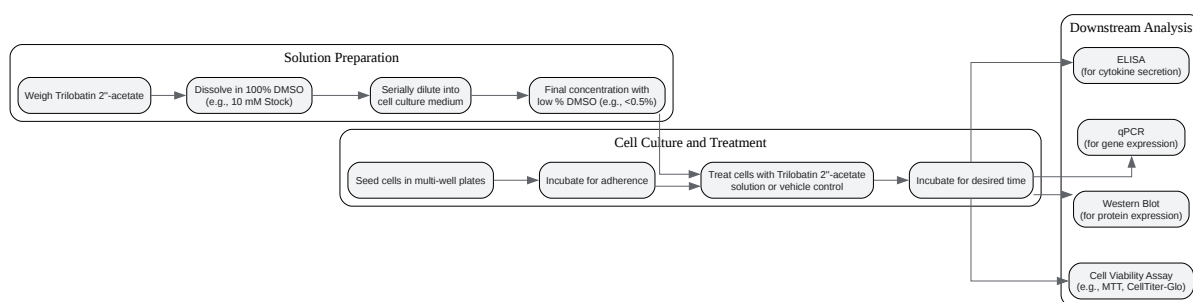 Solution Preparation
Weigh Trilobatin 2"-acetate
Dissolve in 100% DMSO
(e.g., 10 mM Stock)
Serially dilute into
cell culture medium
Final concentration with
low % DMSO (e.g., <0.5%)
Cell Culture and Treatment
Seed cells in multi-well plates
Incubate for adherence
Treat cells with Trilobatin 2"-acetate
solution or vehicle control
Incubate for desired time
Downstream Analysis
ELISA
(for cytokine secretion)
qPCR
(for gene expression)
Western Blot
(for protein expression)
Cell Viability Assay
(e.g., MTT, CellTiter-Glo)